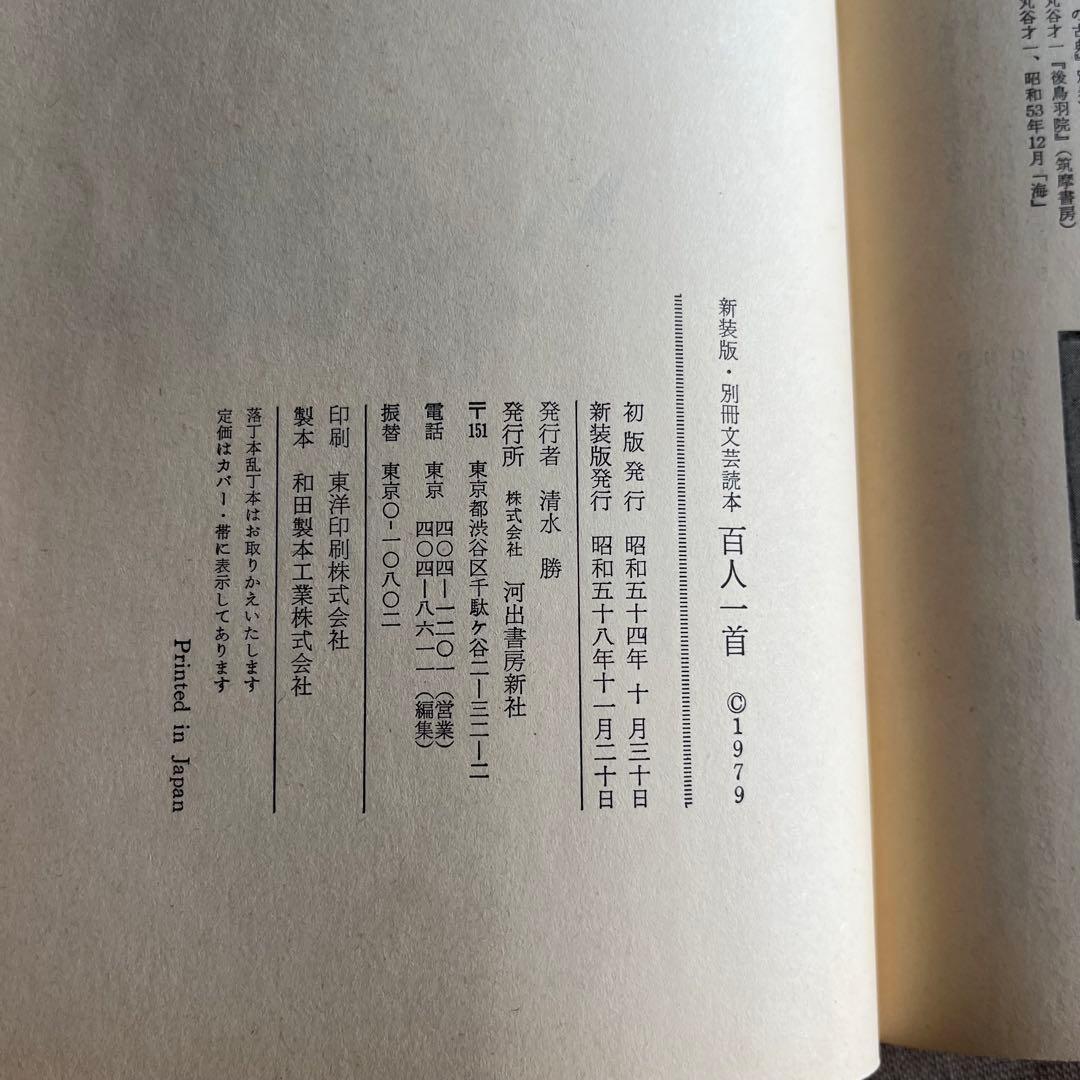 丸谷才一『後鳥羽院』（筑摩書房）
丸谷才一、昭和53年12月「海」
新装版・別冊文芸読本 百人一首 ©1979
初版発行 昭和五十四年 十 月三十日
新装版発行 昭和五十八年十一月二十日
発行者 清水 勝
発行所 株式会社 河出書房新社
〒151 東京都渋谷区千駄ケ谷二ー三二ー二
電話 東京 四〇四ー一二〇一（営業）
四〇四ー八六一一（編集）
振替 東京〇ー一〇八〇二
印刷 東洋印刷株式会社
製本 和田製本工業株式会社
落丁本乱丁本はお取りかえいたします
定価はカバー・帯に表示してあります
Printed in Japan